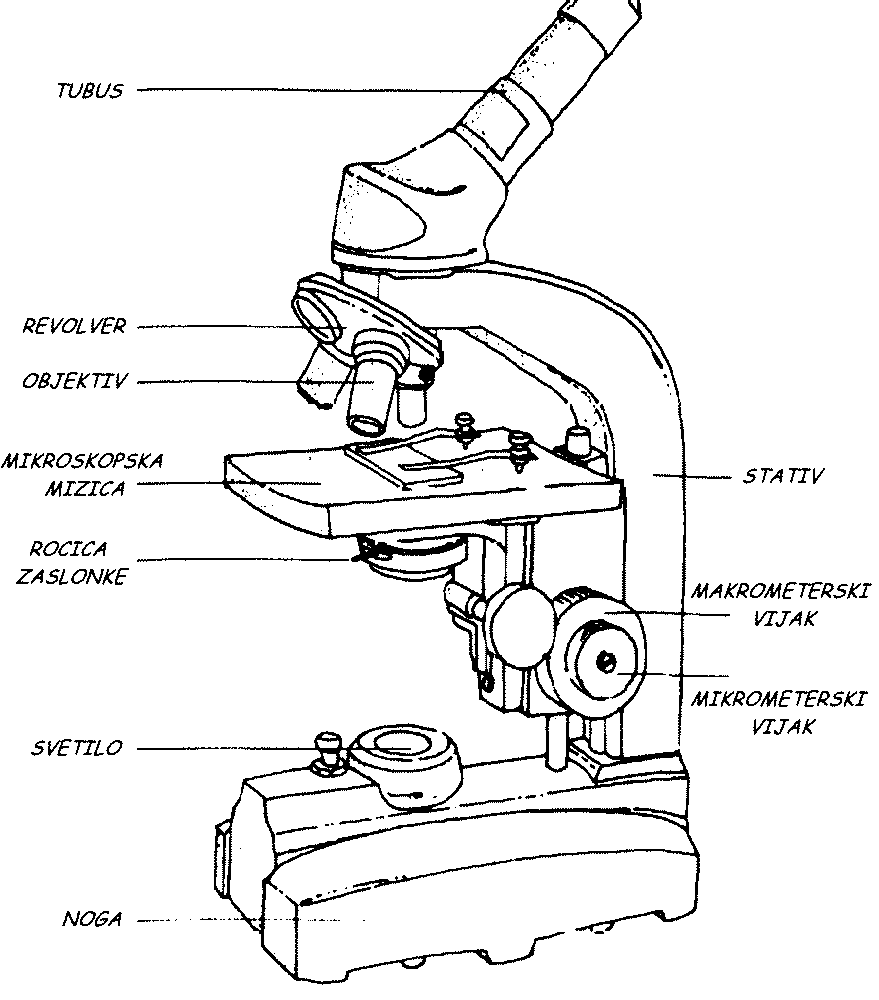 TUBUS
REVOLVER
OBJEKTIV
MIKROSKOPSKA
MIZICA
STATIV
ROCICA
ZASLONKE
MAKROMETERSKI
VIJAK
MIKROMETERSKI
VIJAK
SVETILO
NOGA